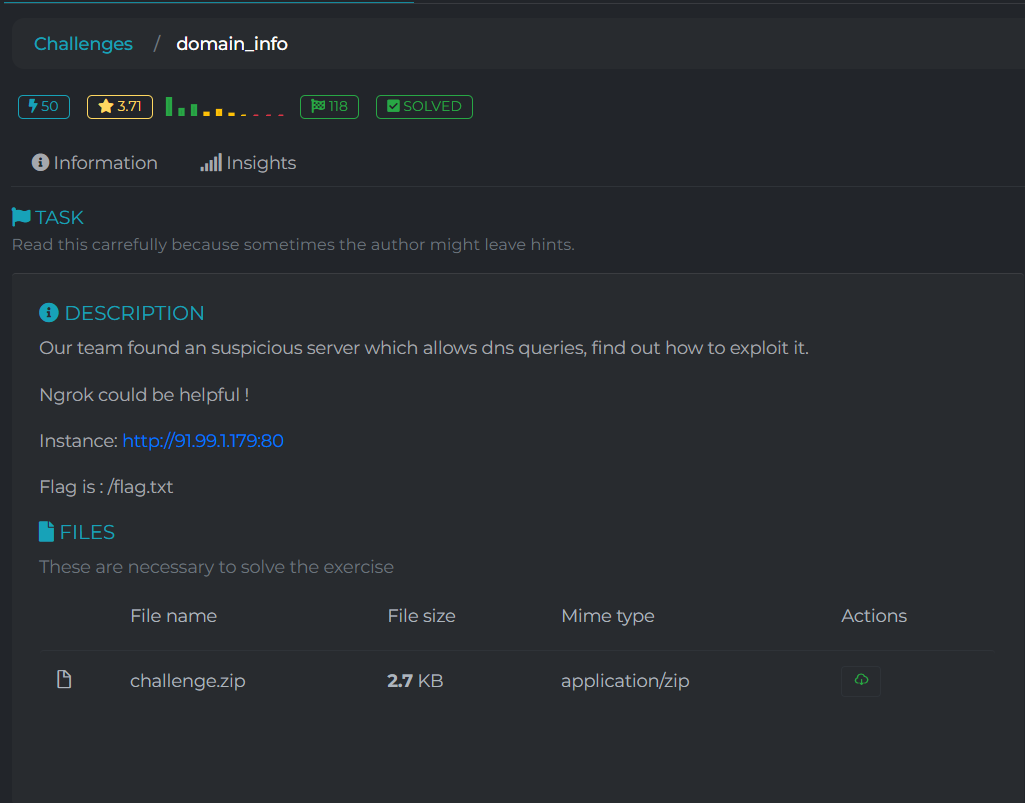 Challenges / domain_info
50 3.71 118 SOLVED
Information Insights
TASK
Read this carrefully because sometimes the author might leave hints.
DESCRIPTION
Our team found an suspicious server which allows dns queries, find out how to exploit it.
Ngrok could be helpful !
Instance: http://91.99.1.179:80
Flag is : /flag.txt
FILES
These are necessary to solve the exercise
File name File size Mime type Actions
challenge.zip 2.7 KB application/zip